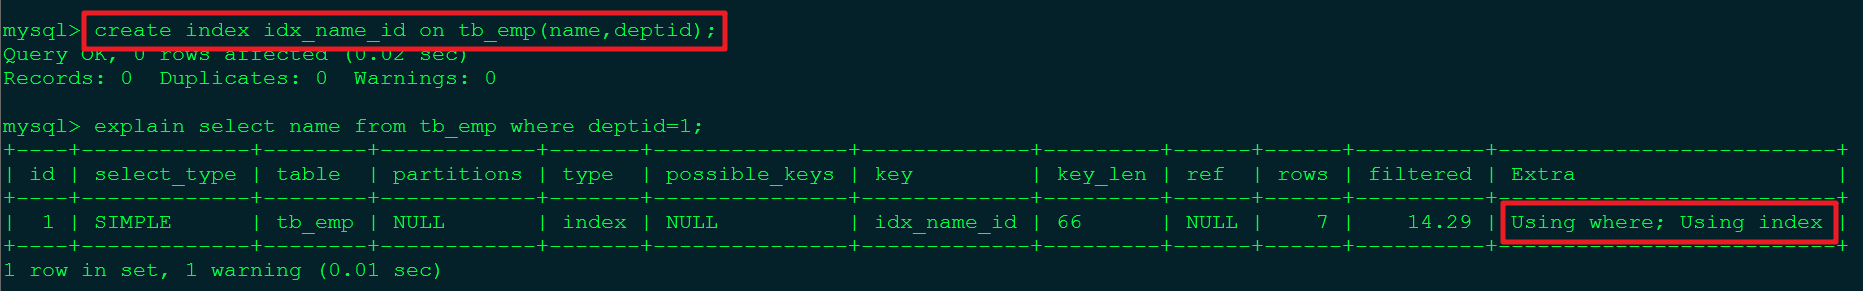 mysql> create index idx_name_id on tb_emp(name,deptid);
Query OK, 0 rows affected (0.02 sec)
Records: 0  Duplicates: 0  Warnings: 0
mysql> explain select name from tb_emp where deptid=1;
+----+-------------+--------+------------+-------+---------------+-------------+---------+------+------+----------+--------------------------+
| id | select_type | table  | partitions | type  | possible_keys | key         | key_len | ref  | rows | filtered | Extra                    |
+----+-------------+--------+------------+-------+---------------+-------------+---------+------+------+----------+--------------------------+
|  1 | SIMPLE      | tb_emp | NULL       | index | NULL          | idx_name_id | 66      | NULL |    7 |    14.29 | Using where; Using index |
+----+-------------+--------+------------+-------+---------------+-------------+---------+------+------+----------+--------------------------+
1 row in set, 1 warning (0.01 sec)